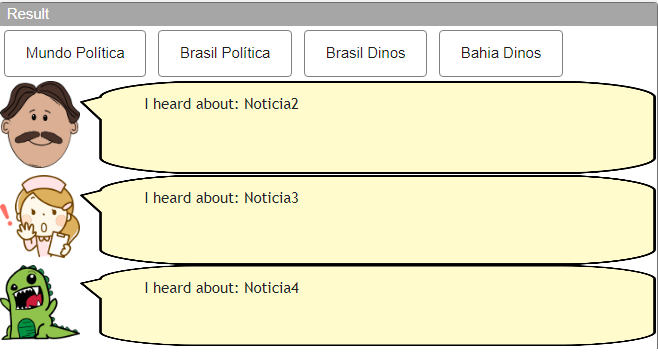 Result
Mundo Política Brasil Política Brasil Dinos Bahia Dinos
I heard about: Noticia2
I heard about: Noticia3
I heard about: Noticia4